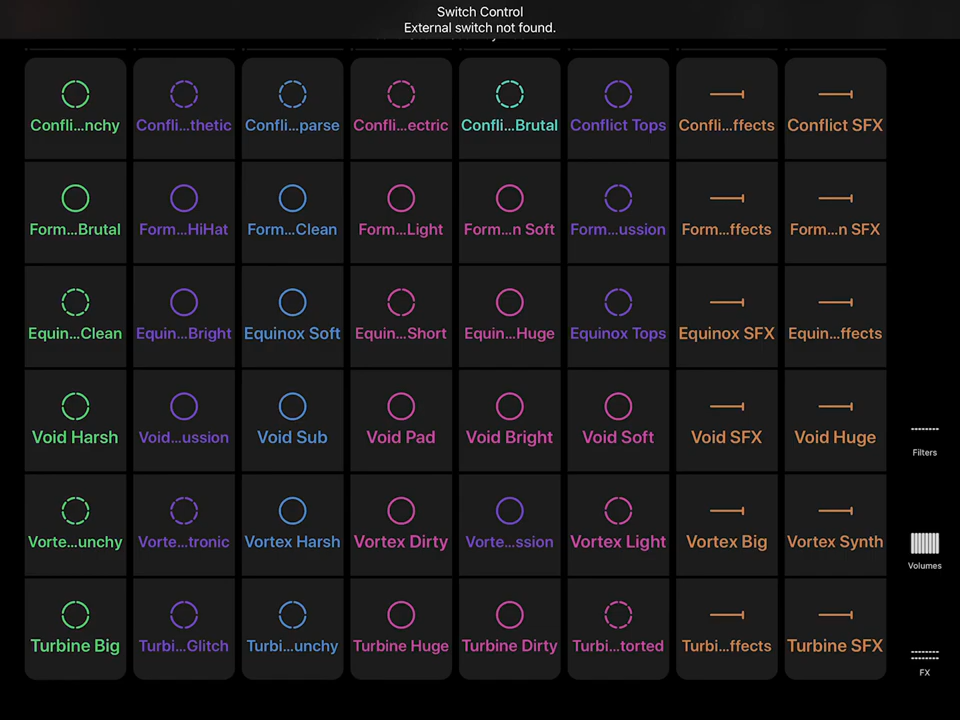 Switch Control
External switch not found.
Confli...nchy Confli...thetic Confli...parse Confli...ectric Confli...Brutal Conflict Tops Confli...ffects Conflict SFX
Form...Brutal Form...HiHat Form...Clean Form...Light Form...n Soft Form...ussion Form...ffects Form...n SFX
Equin...Clean Equin...Bright Equinox Soft Equin...Short Equin...Huge Equinox Tops Equinox SFX Equin...ffects
Void Harsh Void...ussion Void Sub Void Pad Void Bright Void Soft Void SFX Void Huge
Filters
Vorte...unchy Vorte...tronic Vortex Harsh Vortex Dirty Vorte...ssion Vortex Light Vortex Big Vortex Synth
Volumes
Turbine Big Turbi...Glitch Turbi...unchy Turbine Huge Turbine Dirty Turbi...torted Turbi...ffects Turbine SFX
FX